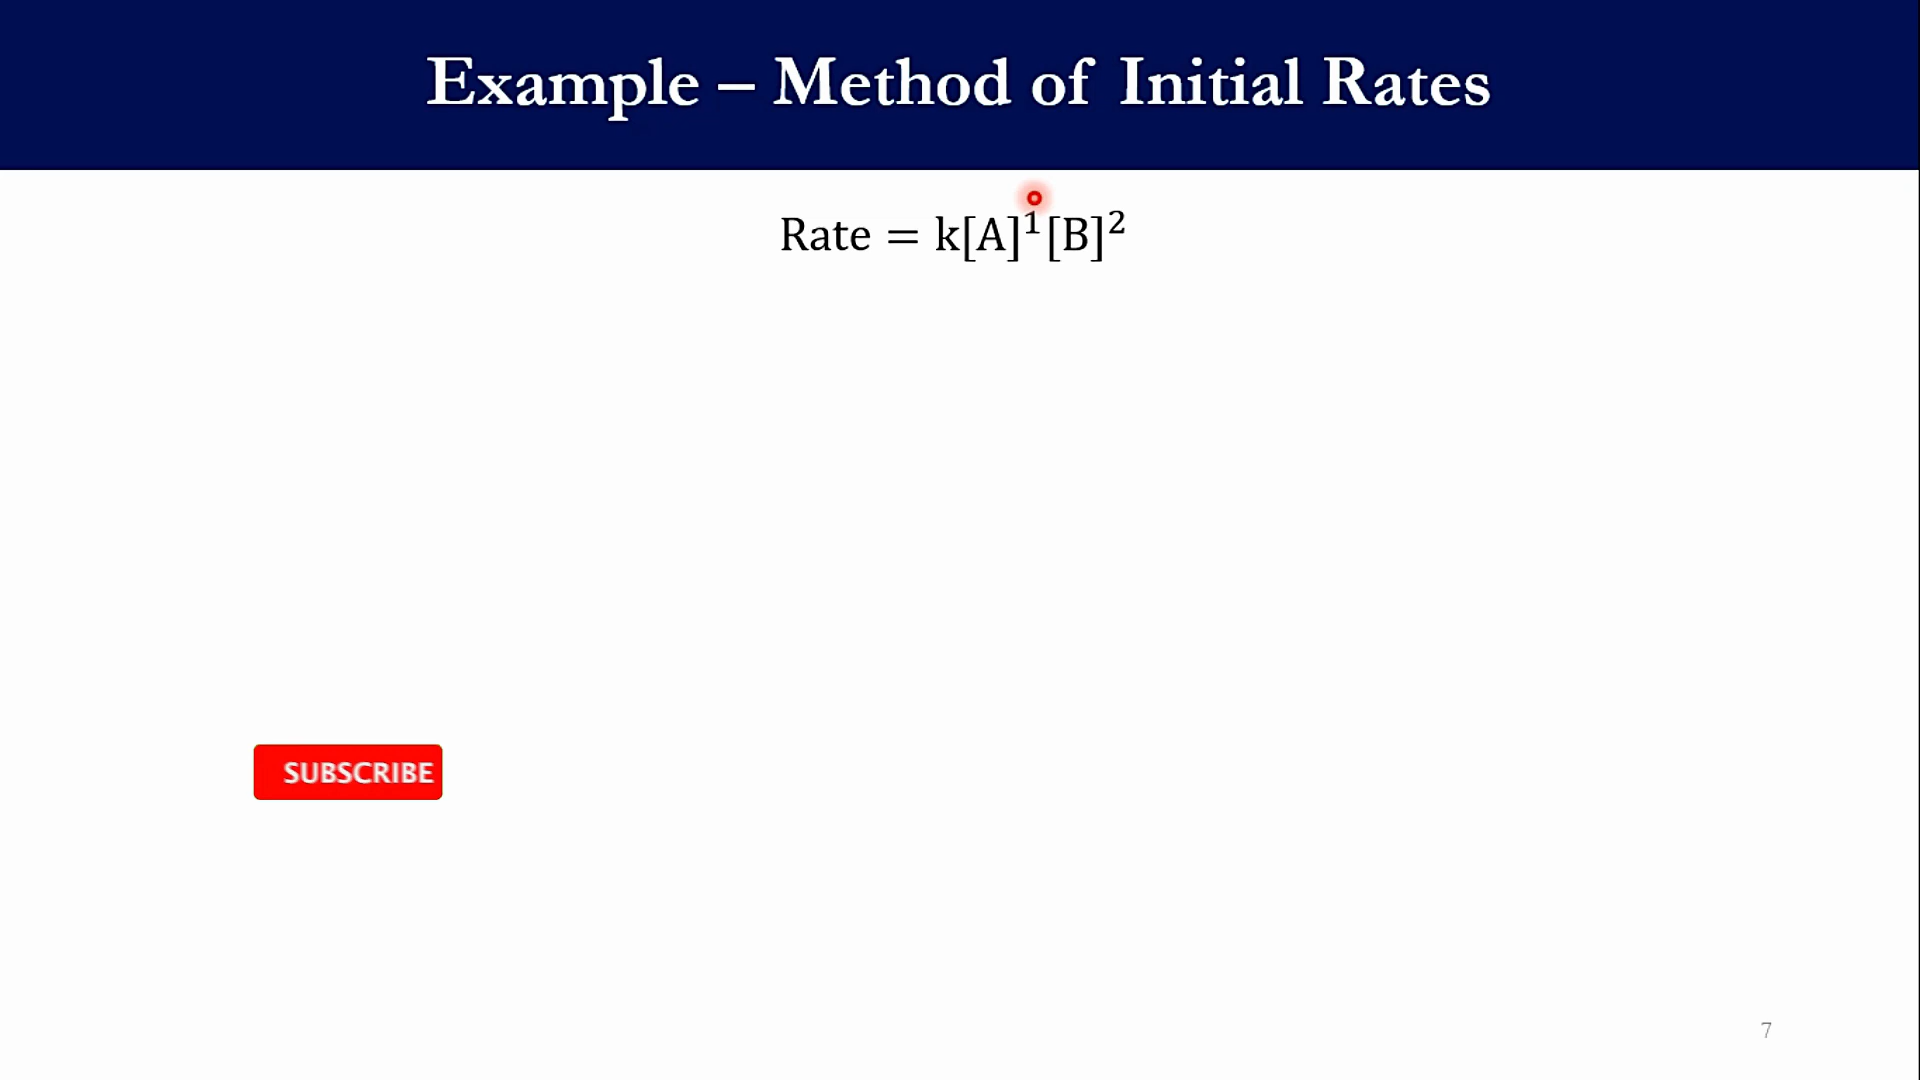 Example – Method of Initial Rates
Rate = k[A]¹[B]²
SUBSCRIBE
7